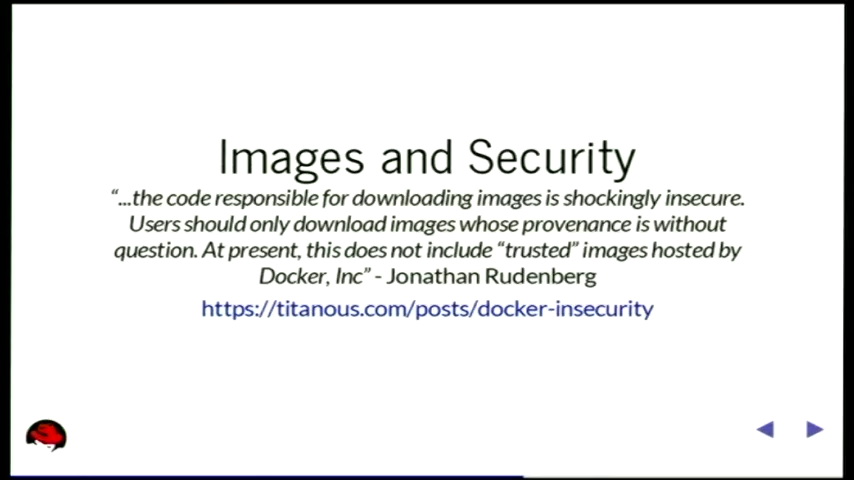 Images and Security
“...the code responsible for downloading images is shockingly insecure.
Users should only download images whose provenance is without
question. At present, this does not include “trusted” images hosted by
Docker, Inc” - Jonathan Rudenberg
https://titanous.com/posts/docker-insecurity